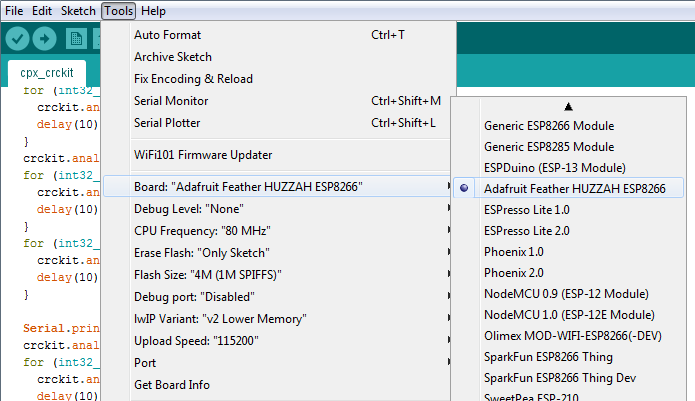 File Edit Sketch Tools Help
cpx_crckit
for (int32_
crckit.ana
delay(10)
}
crckit.anal
for (int32_
crckit.an
delay(10)
}
for (int32_
crckit.an
delay(10)
}
Serial.prin
crckit.anal
for (int32_
crckit.an
delay(10)
Auto Format Ctrl+T
Archive Sketch
Fix Encoding & Reload
Serial Monitor Ctrl+Shift+M
Serial Plotter Ctrl+Shift+L
WiFi101 Firmware Updater
Board: "Adafruit Feather HUZZAH ESP8266"
Debug Level: "None"
CPU Frequency: "80 MHz"
Erase Flash: "Only Sketch"
Flash Size: "4M (1M SPIFFS)"
Debug port: "Disabled"
IwIP Variant: "v2 Lower Memory"
Upload Speed: "115200"
Port
Get Board Info
Generic ESP8266 Module
Generic ESP8285 Module
ESPDuino (ESP-13 Module)
Adafruit Feather HUZZAH ESP8266
ESPresso Lite 1.0
ESPresso Lite 2.0
Phoenix 1.0
Phoenix 2.0
NodeMCU 0.9 (ESP-12 Module)
NodeMCU 1.0 (ESP-12E Module)
Olimex MOD-WIFI-ESP8266(-DEV)
SparkFun ESP8266 Thing
SparkFun ESP8266 Thing Dev
SweetPea ESP-210